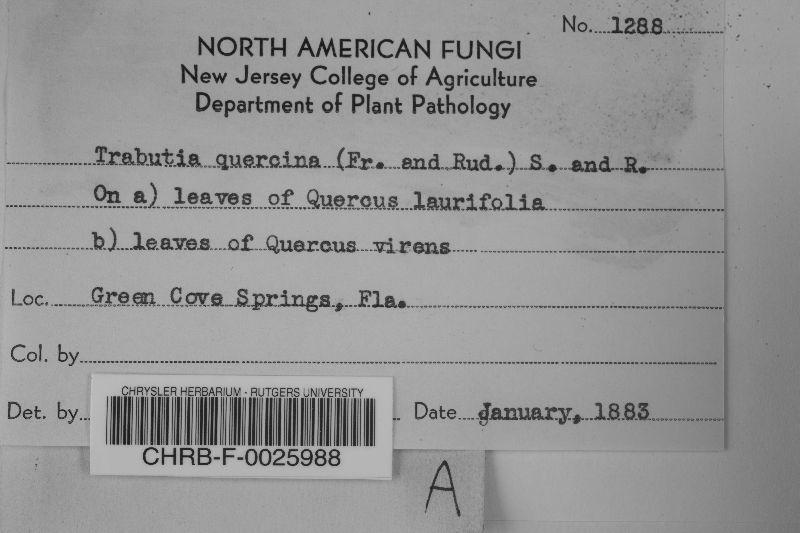 No. 1288
NORTH AMERICAN FUNGI
New Jersey College of Agriculture
Department of Plant Pathology
Trabutia quercina (Fr. and Rud.) S. and R.
On a) leaves of Quercus laurifolia
b) leaves of Quercus virens
Loc. Green Cove Springs, Fla.
Col. by
Det. by
Date January, 1883
CHRYSLER HERBARIUM - RUTGERS UNIVERSITY
CHRB-F-0025988
A